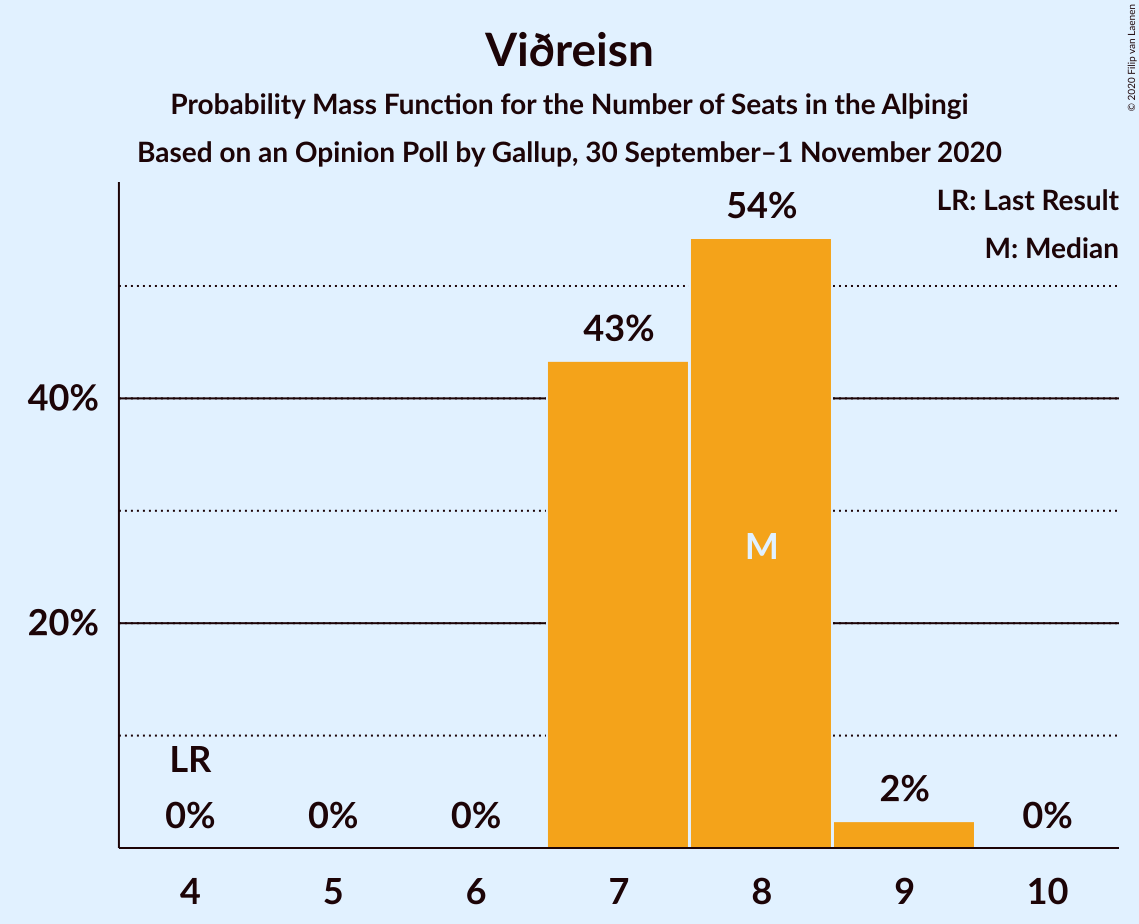 Viðreisn
Probability Mass Function for the Number of Seats in the Alþingi
Based on an Opinion Poll by Gallup, 30 September–1 November 2020
© 2020 Filip van Laenen
LR: Last Result
M: Median
54%
43%
40%
M
20%
LR
0% 0% 0% 2% 0%
4 5 6 7 8 9 10